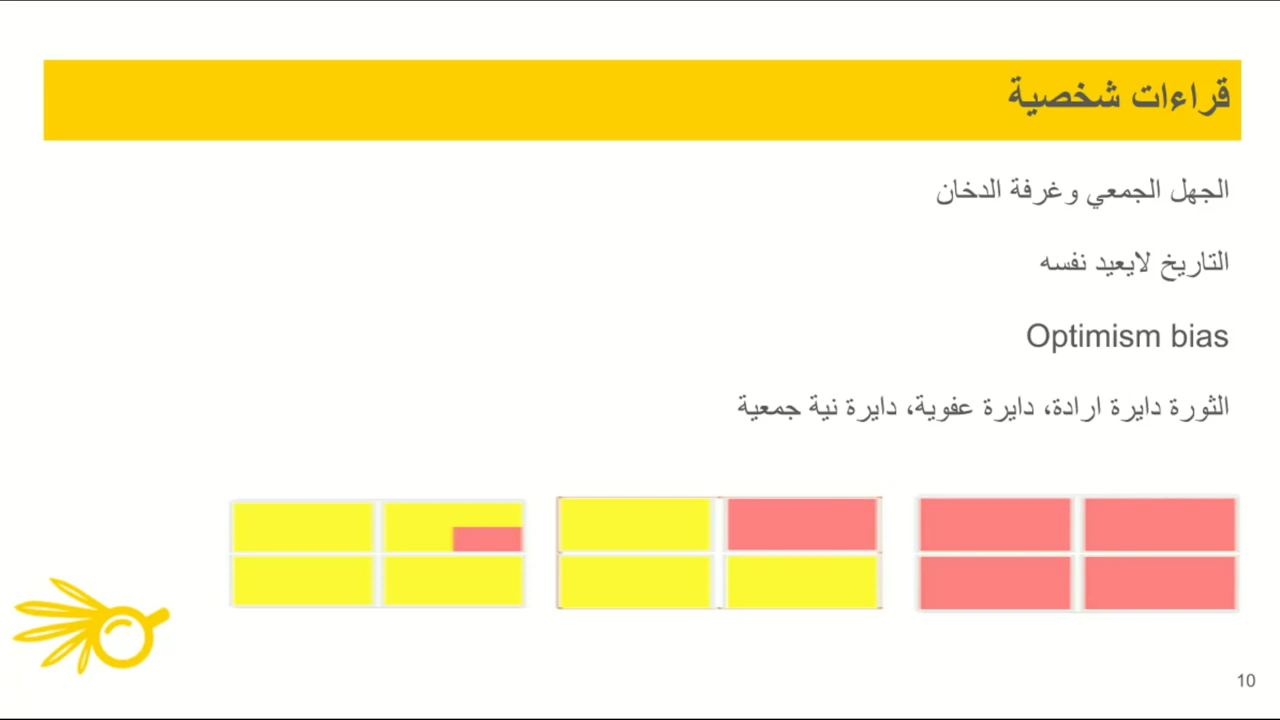 قراءات شخصية
الجهل الجمعي وغرفة الدخان
التاريخ لايعيد نفسه
Optimism bias
الثورة دايرة ارادة، دايرة عفوية، دايرة نية جمعية
10